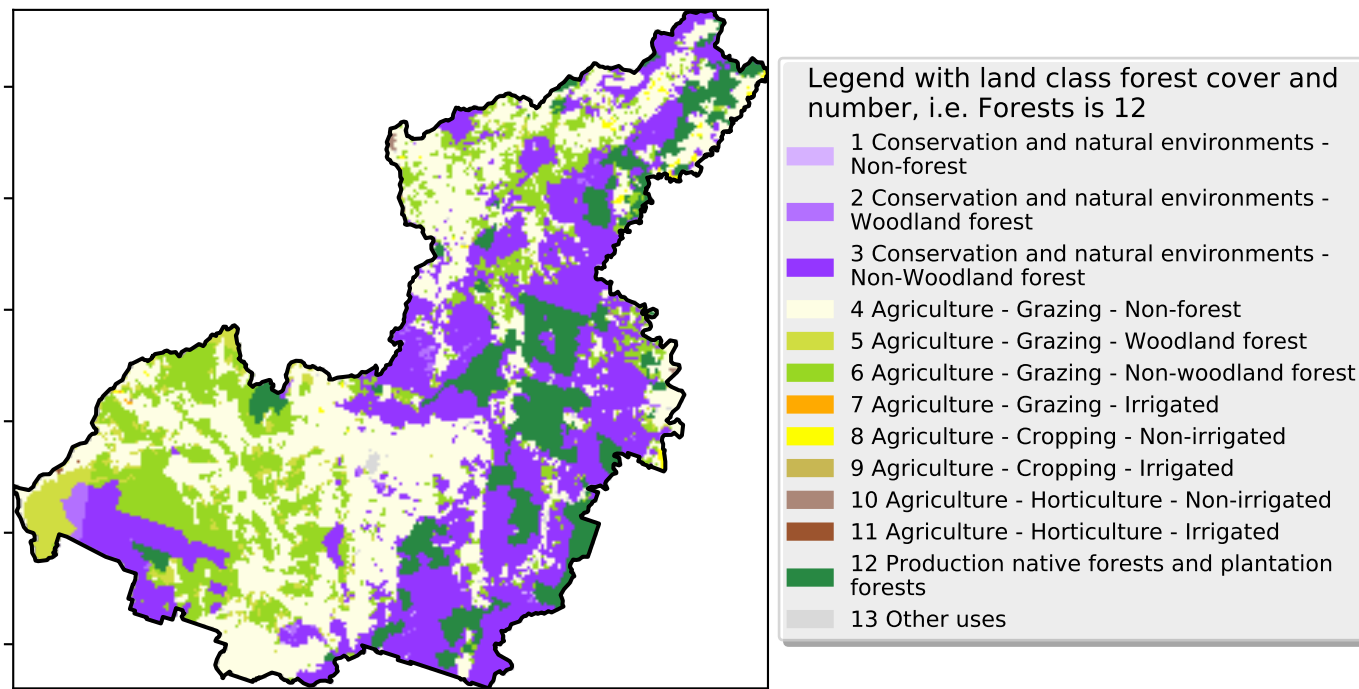 Legend with land class forest cover and
number, i.e. Forests is 12
1 Conservation and natural environments -
Non-forest
2 Conservation and natural environments -
Woodland forest
3 Conservation and natural environments -
Non-Woodland forest
4 Agriculture - Grazing - Non-forest
5 Agriculture - Grazing - Woodland forest
6 Agriculture - Grazing - Non-woodland forest
7 Agriculture - Grazing - Irrigated
8 Agriculture - Cropping - Non-irrigated
9 Agriculture - Cropping - Irrigated
10 Agriculture - Horticulture - Non-irrigated
11 Agriculture - Horticulture - Irrigated
12 Production native forests and plantation
forests
13 Other uses